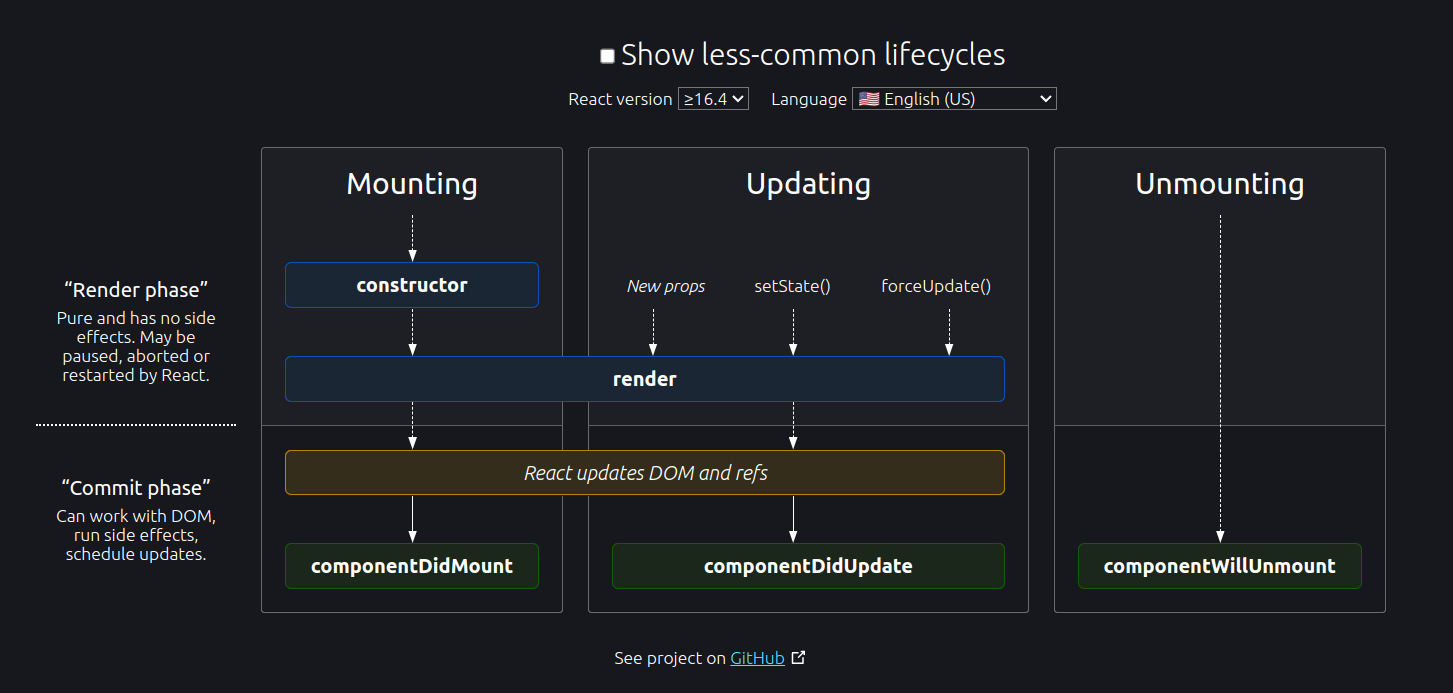 Show less-common lifecycles
React version ≥16.4 Language 🇺🇸 English (US)
Mounting
Updating
Unmounting
“Render phase”
Pure and has no side
effects. May be
paused, aborted or
restarted by React.
constructor
New props
setState()
forceUpdate()
render
“Commit phase”
Can work with DOM,
run side effects,
schedule updates.
React updates DOM and refs
componentDidMount
componentDidUpdate
componentWillUnmount
See project on GitHub